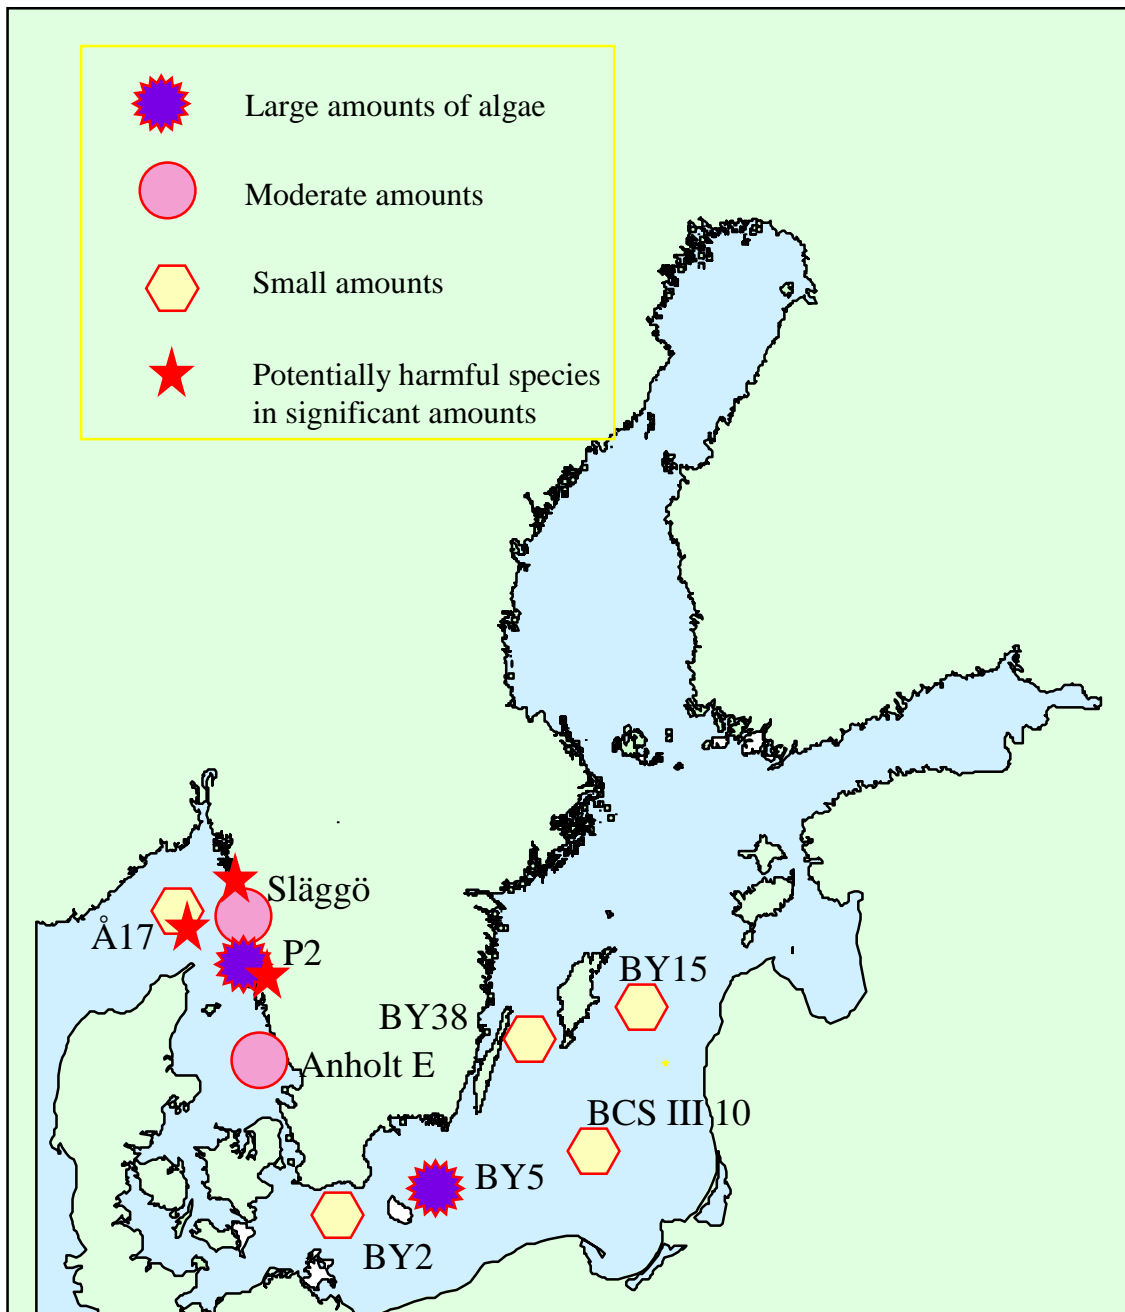 Large amounts of algae
Moderate amounts
Small amounts
Potentially harmful species
in significant amounts
Släggö
Å17
P2
BY15
BY38
Anholt E
BCS III 10
BY5
BY2